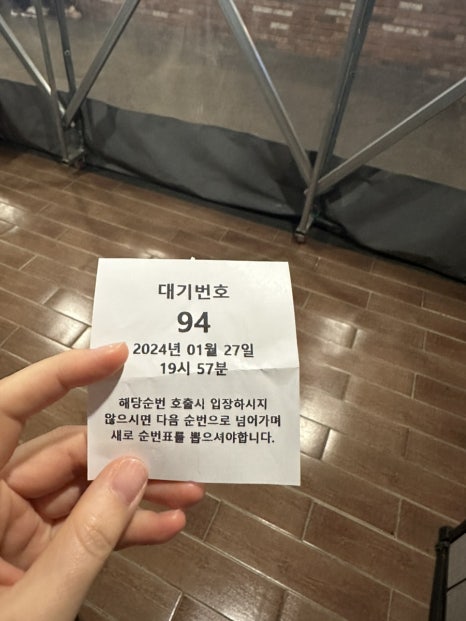 대기번호
94
2024년 01월 27일
19시 57분
해당순번 호출시 입장하시지
않으시면 다음 순번으로 넘어가며
새로 순번표를 뽑으셔야합니다.